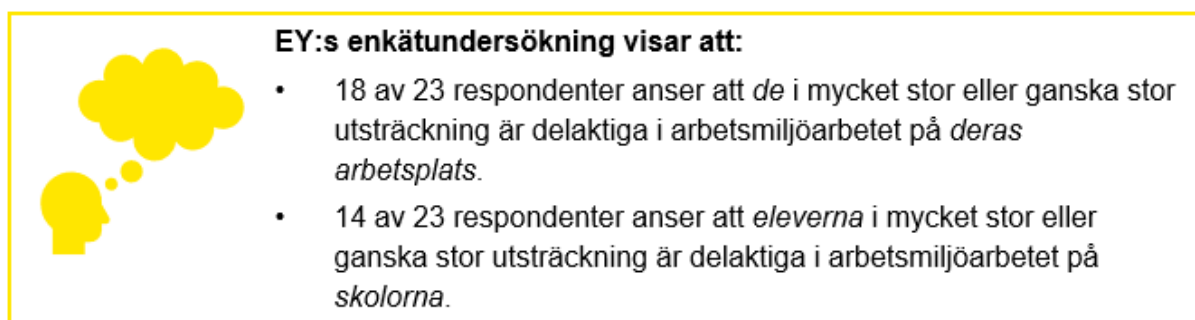 EY:s enkätundersökning visar att:
• 18 av 23 respondenter anser att de i mycket stor eller ganska stor
utsträckning är delaktiga i arbetsmiljöarbetet på deras
arbetsplats.
• 14 av 23 respondenter anser att eleverna i mycket stor eller
ganska stor utsträckning är delaktiga i arbetsmiljöarbetet på
skolorna.